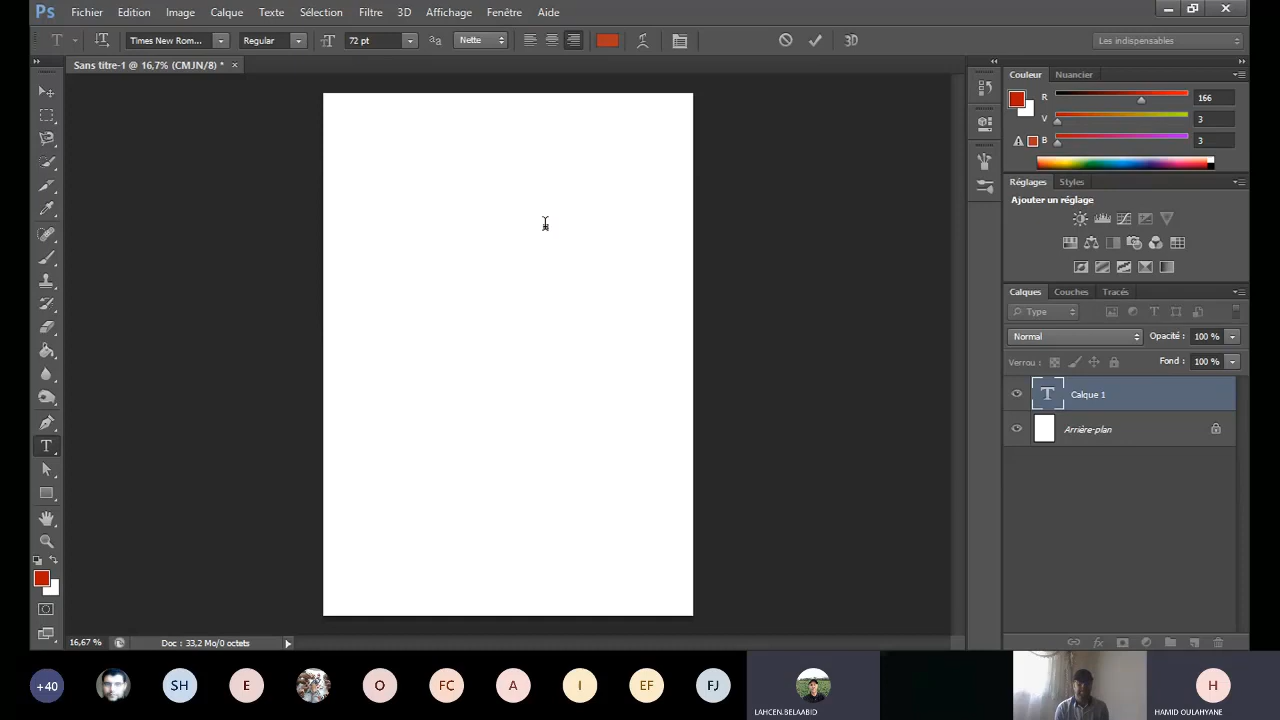 Ps Fichier Edition Image Calque Texte Sélection Filtre 3D Affichage Fenêtre Aide
T Times New Rom... Regular 72 pt aa Nette 3D Les indispensables
Sans titre-1 @ 16,7% (CMJN/8) * ×
Couleur Nuancier
R 166
V 3
B 3
Réglages Styles
Ajouter un réglage
Calques Couches Tracés
Type
Normal Opacité : 100 %
Verrou : Fond : 100 %
T Calque 1
Arrière-plan
16,67 % Doc : 33,2 Mo/0 octets
fx
+40 SH E O FC A I EF FJ H
LAHCEN.BELAABID HAMID OULAHYANE